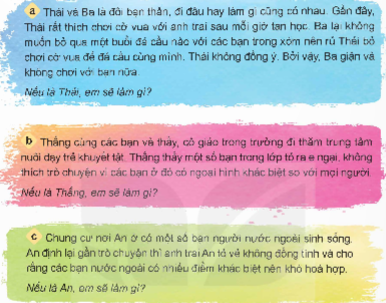 a Thái và Ba là đôi bạn thân, đi đâu hay làm gì cũng có nhau. Gần đây,
Thái rất thích chơi cờ vua với anh trai sau mỗi giờ tan học. Ba lại không
muốn bỏ qua một buổi đá cầu nào với các bạn trong xóm nên rủ Thái bỏ
chơi cờ vua để đá cầu cùng mình. Thái không đồng ý. Bởi vậy, Ba giận và
không chơi với bạn nữa.
Nếu là Thái, em sẽ làm gì?
b Thắng cùng các bạn và thầy, cô giáo trong trường đi thăm trung tâm
nuôi dạy trẻ khuyết tật. Thắng thấy một số bạn trong lớp tỏ ra e ngại, không
thích trò chuyện vì các bạn ở đó có ngoại hình khác biệt so với mọi người.
Nếu là Thắng, em sẽ làm gì?
c Chung cư nơi An ở có một số bạn người nước ngoài sinh sống.
An định lại gần trò chuyện thì anh trai An tỏ vẻ không đồng tình và cho
rằng các bạn nước ngoài có nhiều điểm khác biệt nên khó hoà hợp.
Nếu là An, em sẽ làm gì?